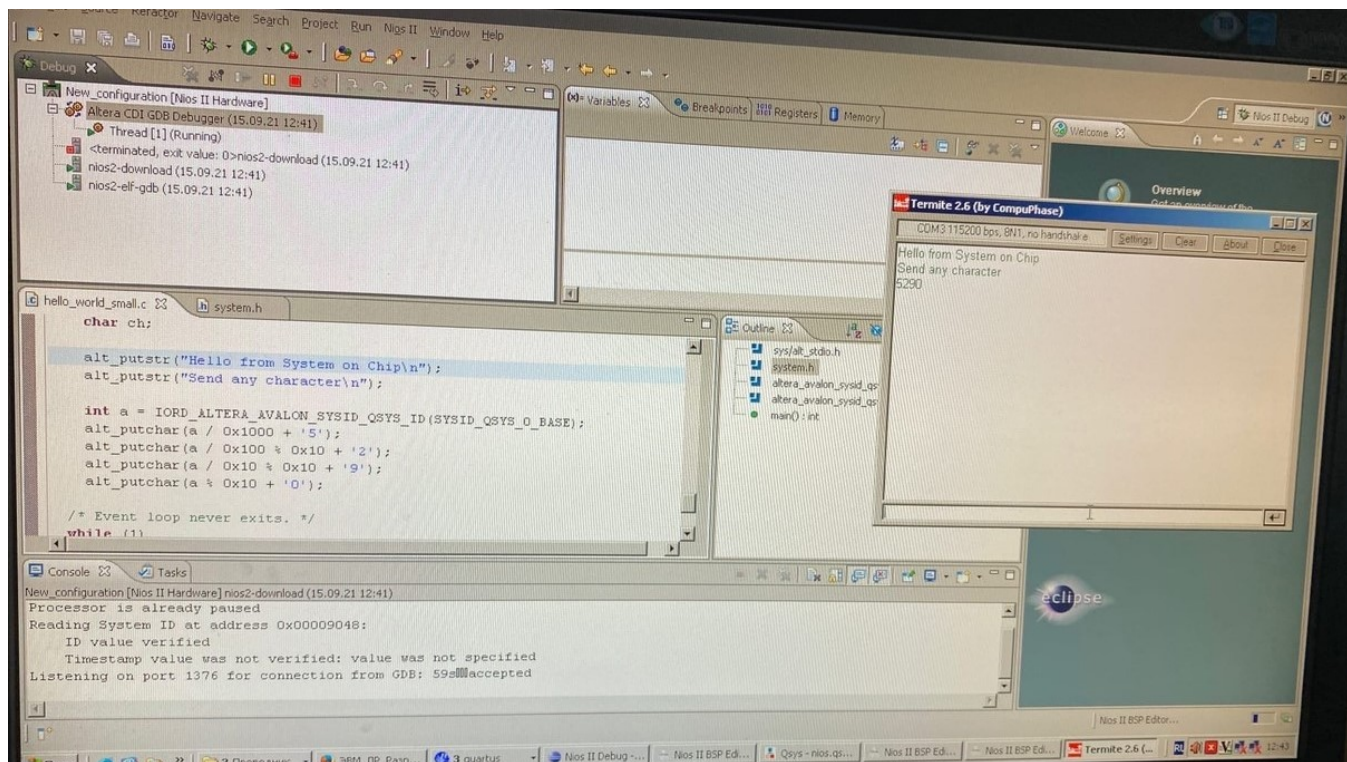 Refactor Navigate Search Project Run Nios II Window Help
Debug
New_configuration [Nios II Hardware]
Altera CDI GDB Debugger (15.09.21 12:41)
Thread [1] (Running)
<terminated, exit value: 0>nios2-download (15.09.21 12:41)
nios2-download (15.09.21 12:41)
nios2-elf-gdb (15.09.21 12:41)
(x)= Variables Breakpoints Registers Memory
Nios II Debug
Welcome
Overview
Termite 2.6 (by CompuPhase)
COM3 115200 bps, 8N1, no handshake Settings Clear About Close
Hello from System on Chip
Send any character
5290
hello_world_small.c system.h
char ch;
alt_putstr("Hello from System on Chip\n");
alt_putstr("Send any character\n");
int a = IORD_ALTERA_AVALON_SYSID_QSYS_ID(SYSID_QSYS_0_BASE);
alt_putchar(a / 0x1000 + '5');
alt_putchar(a / 0x100 % 0x10 + '2');
alt_putchar(a / 0x10 % 0x10 + '9');
alt_putchar(a % 0x10 + '0');
/* Event loop never exits. */
while (1)
Outline
sys/alt_stdio.h
system.h
altera_avalon_sysid_qs
altera_avalon_sysid_qs
main() : int
Console Tasks
New_configuration [Nios II Hardware] nios2-download (15.09.21 12:41)
Processor is already paused
Reading System ID at address 0x00009048:
ID value verified
Timestamp value was not verified: value was not specified
Listening on port 1376 for connection from GDB: 59s accepted
eclipse
Nios II BSP Editor...
3 quartus Nios II Debug -... Nios II BSP Edi... Qsys - nios.qs... Nios II BSP Edi... Nios II BSP Edi... Termite 2.6 (... RL 12:43